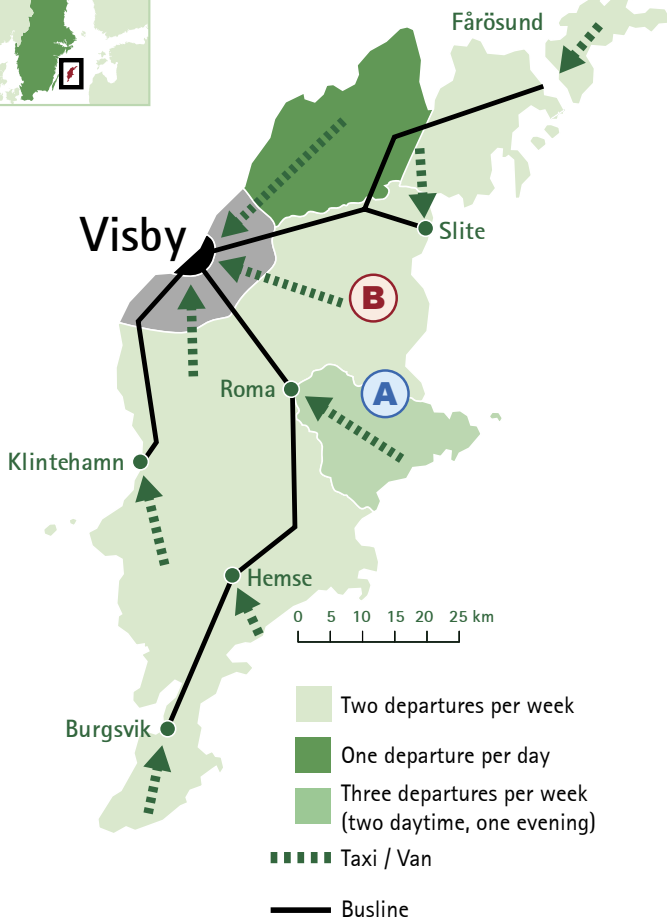 Fårösund
Visby
Slite
B
Roma
A
Klintehamn
Hemse
0 5 10 15 20 25 km
Burgsvik
Two departures per week
One departure per day
Three departures per week
(two daytime, one evening)
Taxi / Van
Busline